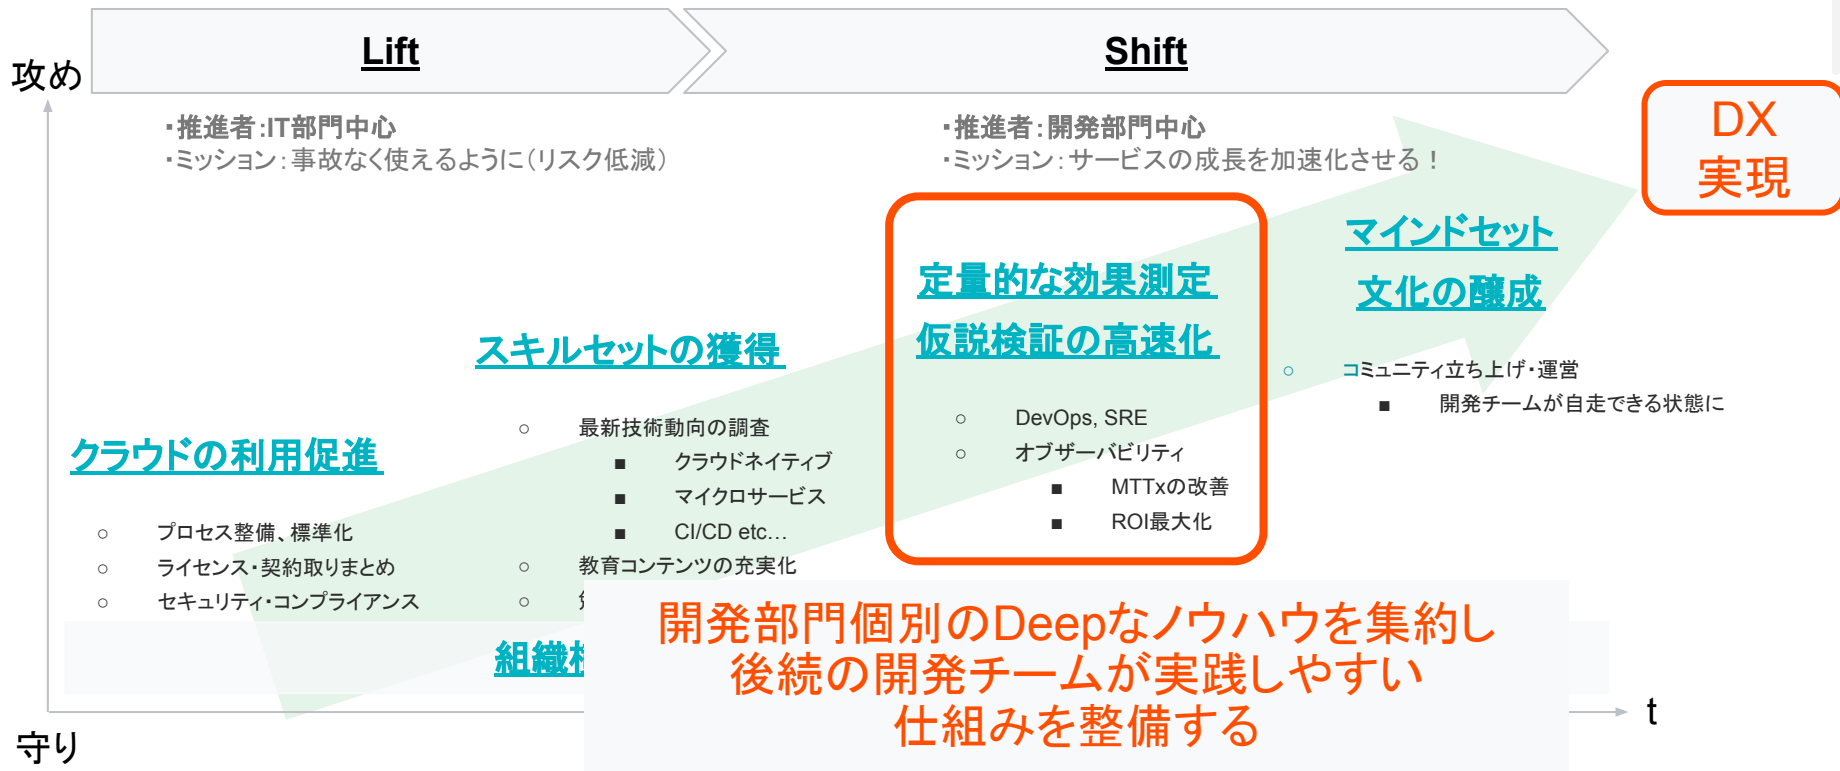 Lift
Shift
攻め
・推進者：IT部門中心
・ミッション：事故なく使えるように（リスク低減）
・推進者：開発部門中心
・ミッション：サービスの成長を加速化させる！
DX
実現
クラウドの利用促進
○ プロセス整備、標準化
○ ライセンス・契約取りまとめ
○ セキュリティ・コンプライアンス
スキルセットの獲得
○ 最新技術動向の調査
■ クラウドネイティブ
■ マイクロサービス
■ CI/CD etc…
○ 教育コンテンツの充実化
○
定量的な効果測定
仮説検証の高速化
○ DevOps, SRE
○ オブザーバビリティ
■ MTTxの改善
■ ROI最大化
マインドセット
文化の醸成
○ コミュニティ立ち上げ・運営
■ 開発チームが自走できる状態に
組織
開発部門個別のDeepなノウハウを集約し
後続の開発チームが実践しやすい
仕組みを整備する
t
守り